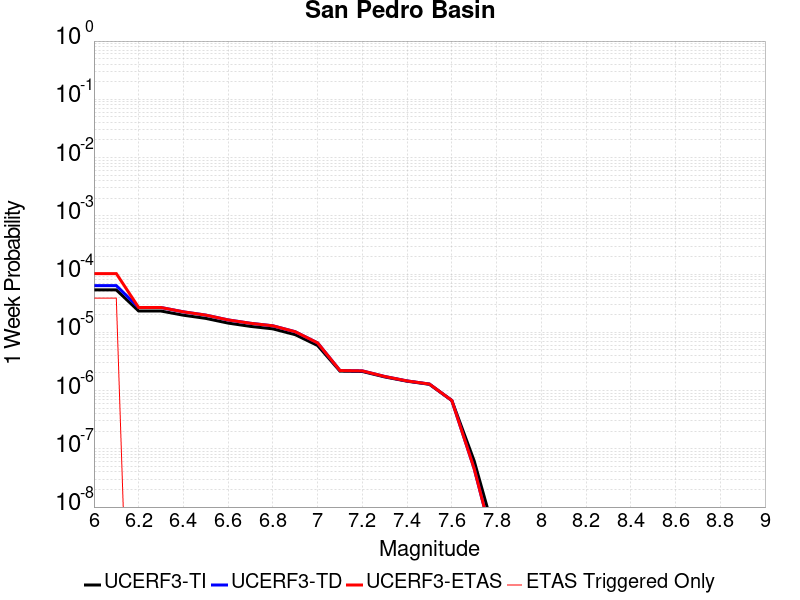 San Pedro Basin
10^0
10^-1
10^-2
10^-3
10^-4
10^-5
10^-6
10^-7
10^-8
1 Week Probability
6 6.2 6.4 6.6 6.8 7 7.2 7.4 7.6 7.8 8 8.2 8.4 8.6 8.8 9
Magnitude
UCERF3-TI UCERF3-TD UCERF3-ETAS ETAS Triggered Only